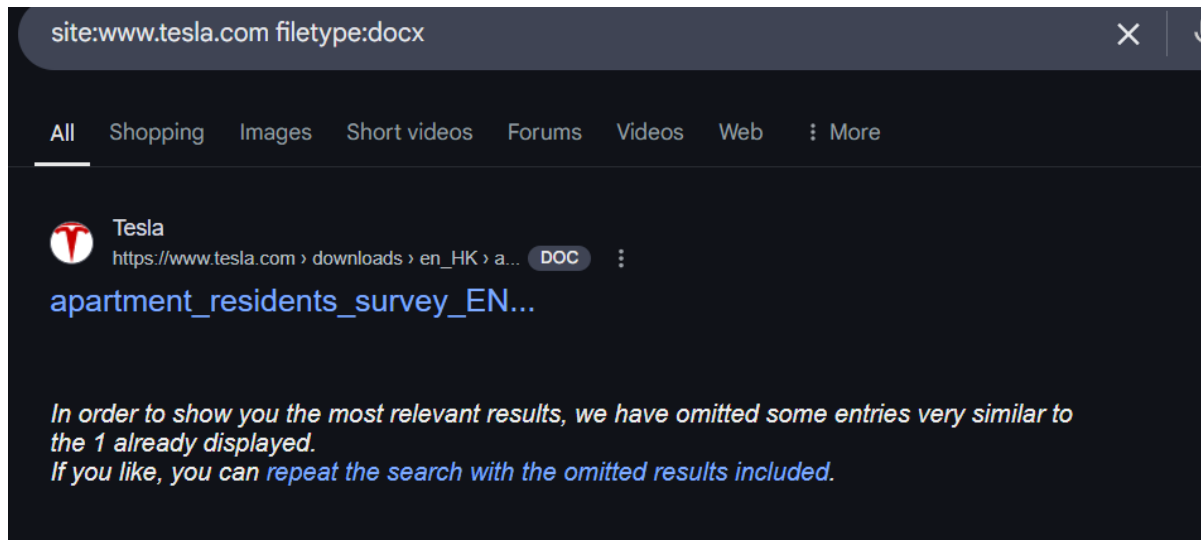 site:www.tesla.com filetype:docx
All Shopping Images Short videos Forums Videos Web More
Tesla
https://www.tesla.com › downloads › en_HK › a... DOC
apartment_residents_survey_EN...
In order to show you the most relevant results, we have omitted some entries very similar to
the 1 already displayed.
If you like, you can repeat the search with the omitted results included.